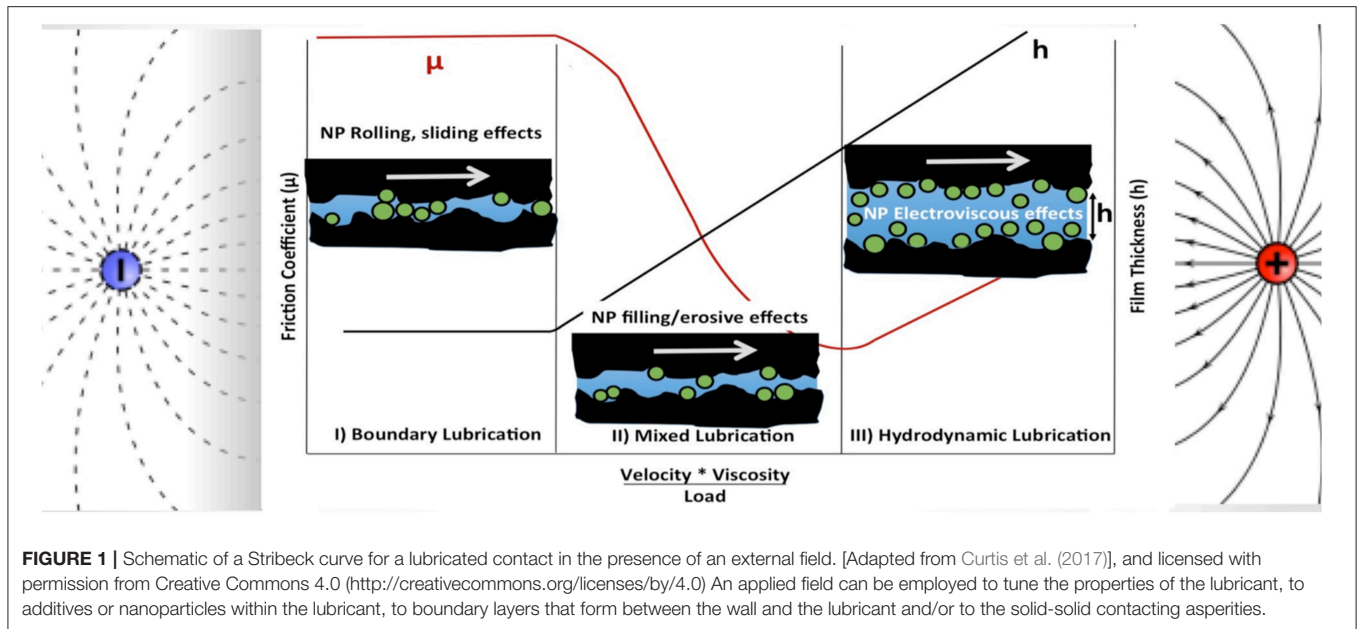 μ
h
NP Rolling, sliding effects
Friction Coefficient (μ)
NP Electroviscous effects
h
Film Thickness (h)
NP filling/erosive effects
I) Boundary Lubrication
II) Mixed Lubrication
III) Hydrodynamic Lubrication
Velocity * Viscosity
Load
FIGURE 1 | Schematic of a Stribeck curve for a lubricated contact in the presence of an external field. [Adapted from Curtis et al. (2017)], and licensed with
permission from Creative Commons 4.0 (http://creativecommons.org/licenses/by/4.0) An applied field can be employed to tune the properties of the lubricant, to
additives or nanoparticles within the lubricant, to boundary layers that form between the wall and the lubricant and/or to the solid-solid contacting asperities.